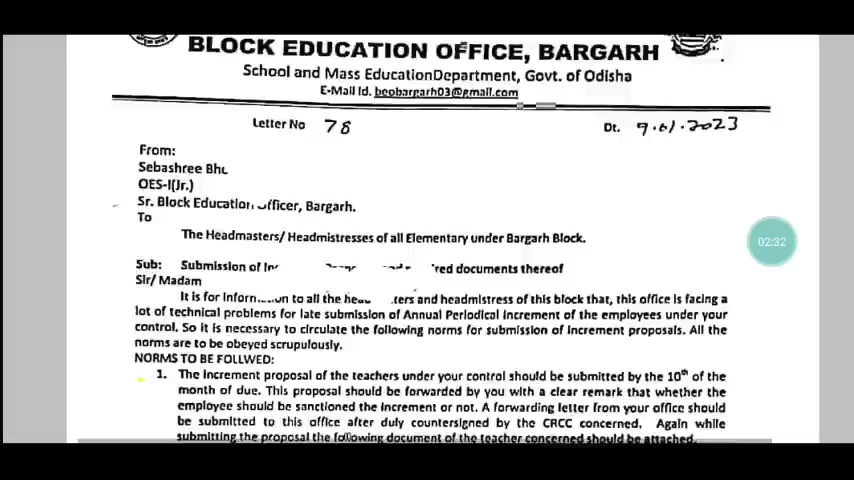 BLOCK EDUCATION OFFICE, BARGARH
School and Mass EducationDepartment, Govt. of Odisha
E-Mail Id. beobargarh03@gmail.com
Letter No 78 Dt. 9.01.2023
From:
Sebashree
OES-I(Jr.)
Sr. Block Education Officer, Bargarh.
To
The Headmasters/ Headmistresses of all Elementary under Bargarh Block.
Sub: Submission of documents thereof
Sir/ Madam
It is for to all the and headmistress of this block that, this office is facing a
lot of technical problems for late submission of Annual Periodical Increment of the employees under your
control. So it is necessary to circulate the following norms for submission of increment proposals. All the
norms are to be obeyed scrupulously.
NORMS TO BE FOLLWED:
1. The increment proposal of the teachers under your control should be submitted by the 10th of the
month of due. This proposal should be forwarded by you with a clear remark that whether the
employee should be sanctioned the increment or not. A forwarding letter from your office should
be submitted to this office after duly countersigned by the CRCC concerned. Again while
submitting the proposal the following document of the teacher concerned should be attached.
02:32